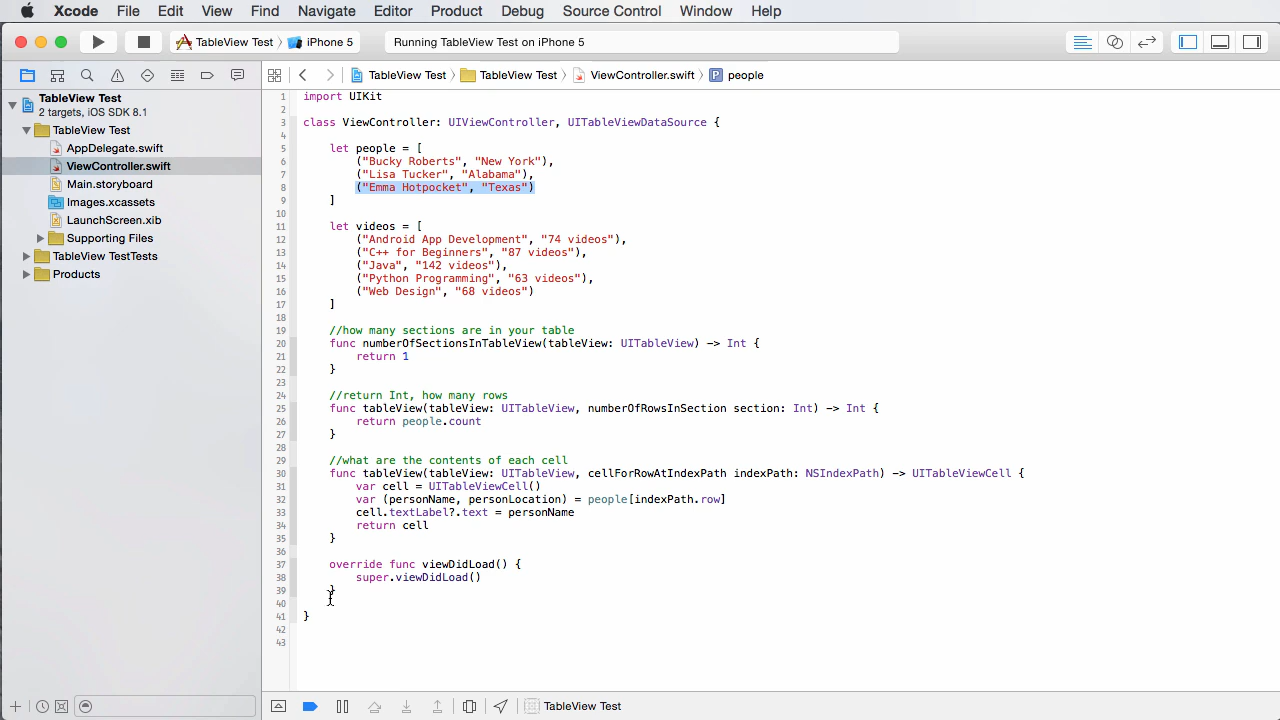 Xcode File Edit View Find Navigate Editor Product Debug Source Control Window Help
TableView Test iPhone 5 Running TableView Test on iPhone 5
TableView Test TableView Test ViewController.swift P people
TableView Test
2 targets, iOS SDK 8.1
TableView Test
AppDelegate.swift
ViewController.swift
Main.storyboard
Images.xcassets
LaunchScreen.xib
Supporting Files
TableView TestTests
Products
1 import UIKit
2
3 class ViewController: UIViewController, UITableViewDataSource {
4
5 let people = [
6 ("Bucky Roberts", "New York"),
7 ("Lisa Tucker", "Alabama"),
8 ("Emma Hotpocket", "Texas")
9 ]
10
11 let videos = [
12 ("Android App Development", "74 videos"),
13 ("C++ for Beginners", "87 videos"),
14 ("Java", "142 videos"),
15 ("Python Programming", "63 videos"),
16 ("Web Design", "68 videos")
17 ]
18
19 //how many sections are in your table
20 func numberOfSectionsInTableView(tableView: UITableView) -> Int {
21 return 1
22 }
23
24 //return Int, how many rows
25 func tableView(tableView: UITableView, numberOfRowsInSection section: Int) -> Int {
26 return people.count
27 }
28
29 //what are the contents of each cell
30 func tableView(tableView: UITableView, cellForRowAtIndexPath indexPath: NSIndexPath) -> UITableViewCell {
31 var cell = UITableViewCell()
32 var (personName, personLocation) = people[indexPath.row]
33 cell.textLabel?.text = personName
34 return cell
35 }
36
37 override func viewDidLoad() {
38 super.viewDidLoad()
39 }
40
41 }
42
43
TableView Test